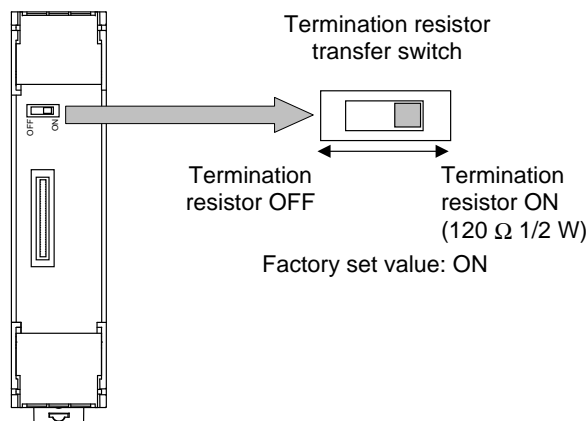 Termination resistor
transfer switch
OFF
ON
Termination
resistor OFF
Termination
resistor ON
(120 Ω 1/2 W)
Factory set value: ON